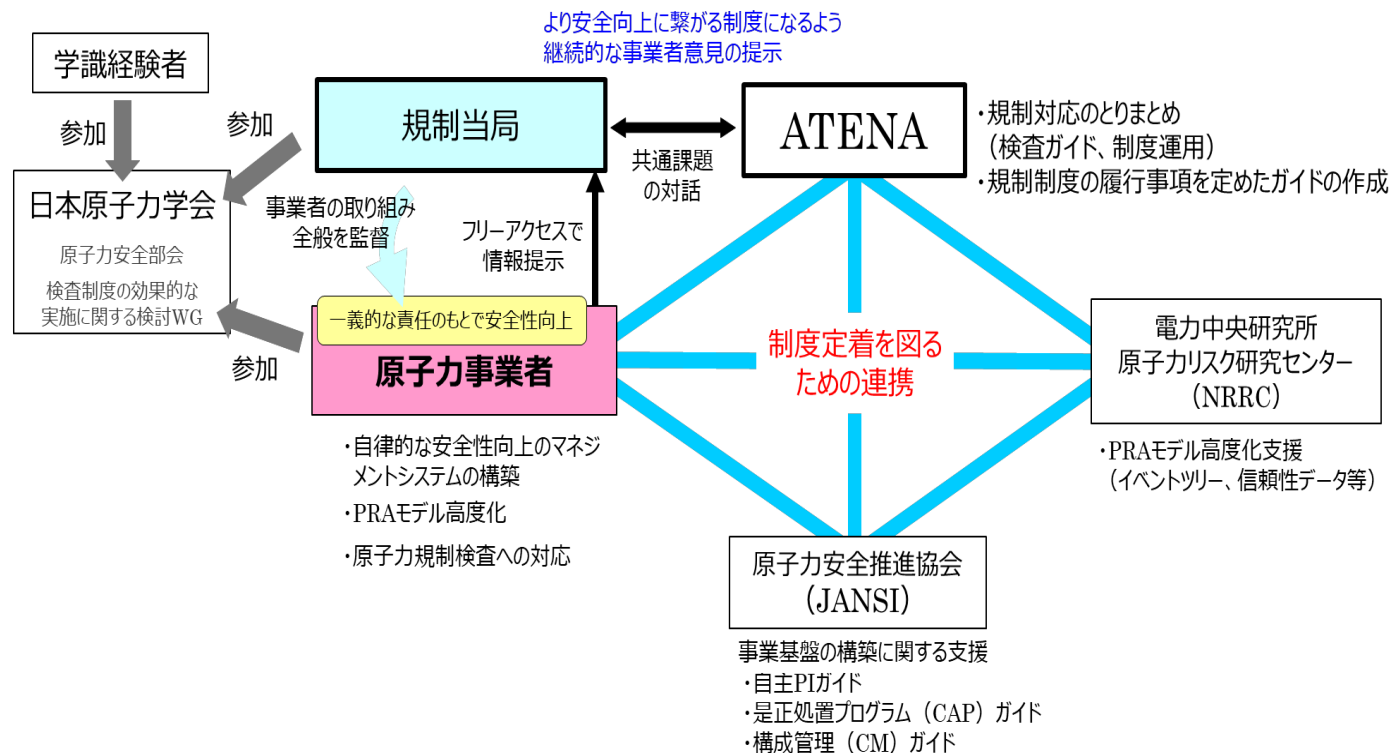 より安全向上に繋がる制度になるよう
継続的な事業者意見の提示
学識経験者
参加
参加
規制当局
ATENA
・規制対応のとりまとめ
（検査ガイド、制度運用）
・規制制度の履行事項を定めたガイドの作成
共通課題
の対話
日本原子力学会
原子力安全部会
検査制度の効果的な
実施に関する検討WG
事業者の取り組み
全般を監督
フリーアクセスで
情報提示
一義的な責任のもとで安全性向上
原子力事業者
参加
制度定着を図る
ための連携
電力中央研究所
原子力リスク研究センター
（NRRC）
・自律的な安全性向上のマネジ
メントシステムの構築
・PRAモデル高度化
・原子力規制検査への対応
・PRAモデル高度化支援
（イベントツリー、信頼性データ等）
原子力安全推進協会
（JANSI）
事業基盤の構築に関する支援
・自主PIガイド
・是正処置プログラム（CAP）ガイド
・構成管理（CM）ガイド